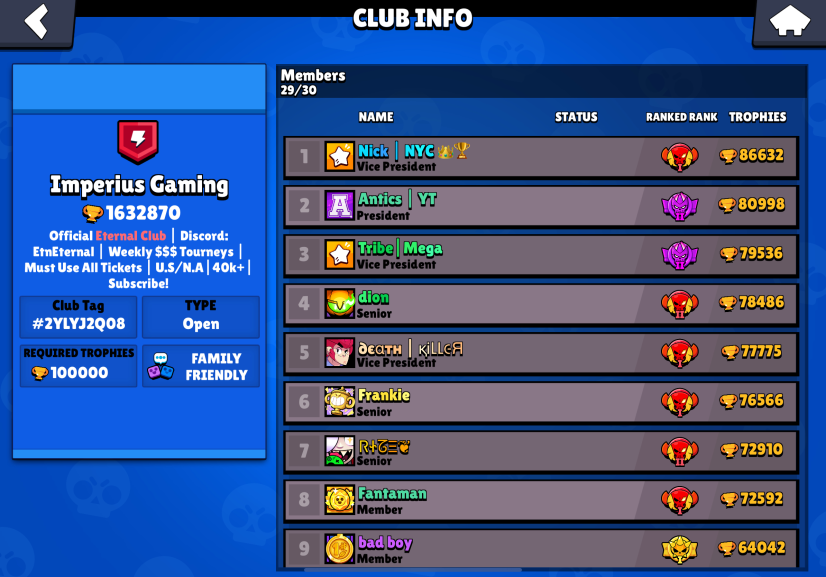 CLUB INFO
Imperius Gaming
1632870
Official Eternal Club | Discord:
EtnEternal | Weekly $$$ Tourneys |
Must Use All Tickets | U.S/N.A | 40k+ |
Subscribe!
Club Tag
#2YLYJ2Q08
TYPE
Open
REQUIRED TROPHIES
100000
FAMILY
FRIENDLY
Members
29/30
NAME STATUS RANKED RANK TROPHIES
1 Nick | NYC 86632
Vice President
2 Antics | YT 80998
President
3 Tribe|Mega 79536
Vice President
4 dion 78486
Senior
5 | κįLLЄЯ 77775
Vice President
6 Frankie 76566
Senior
7 72910
Senior
8 Fantaman 72592
Member
9 bad boy 64042
Member